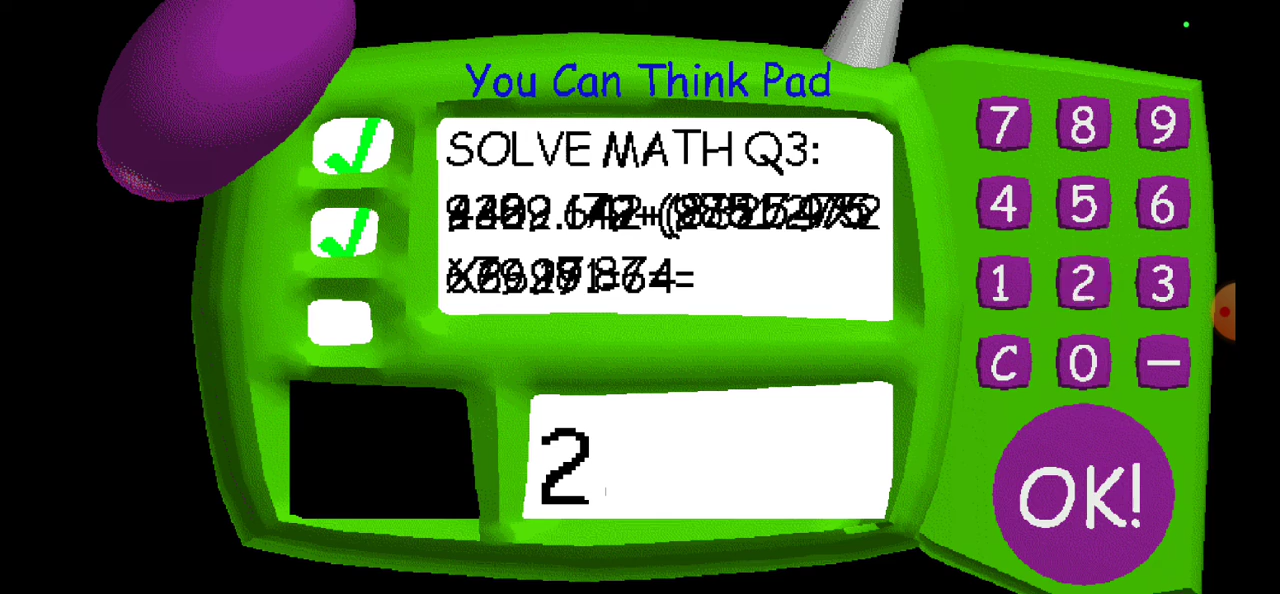 You Can Think Pad
SOLVE MATH Q3:
2
7 8 9
4 5 6
1 2 3
C 0 –
OK!